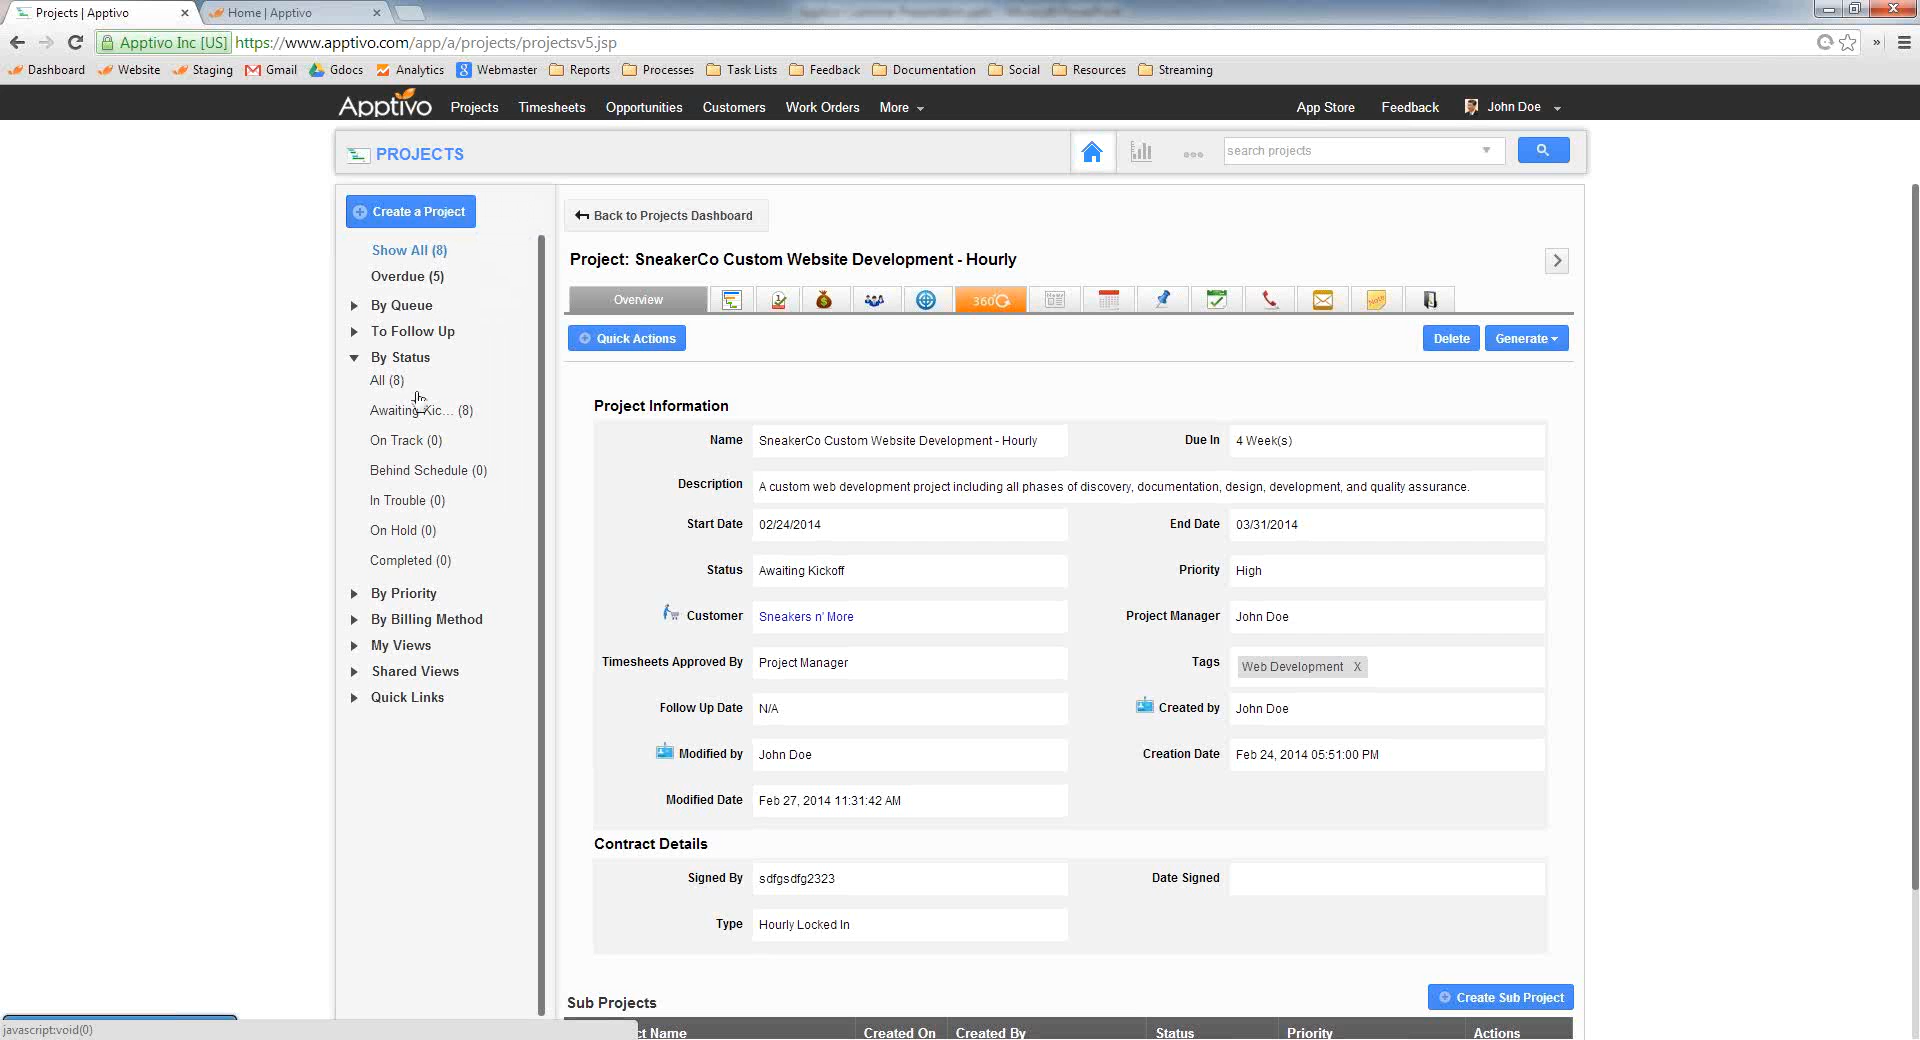 Projects | Apptivo
Home | Apptivo
Apptivo Inc [US] https://www.apptivo.com/app/a/projects/projectsv5.jsp
Dashboard Website Staging Gmail Gdocs Analytics Webmaster Reports Processes Task Lists Feedback Documentation Social Resources Streaming
Apptivo Projects Timesheets Opportunities Customers Work Orders More App Store Feedback John Doe
PROJECTS
search projects
Create a Project
Show All (8)
Overdue (5)
By Queue
To Follow Up
By Status
All (8)
Awaiting Kic... (8)
On Track (0)
Behind Schedule (0)
In Trouble (0)
On Hold (0)
Completed (0)
By Priority
By Billing Method
My Views
Shared Views
Quick Links
Back to Projects Dashboard
Project: SneakerCo Custom Website Development - Hourly
Overview
360
Quick Actions
Delete
Generate
Project Information
Name SneakerCo Custom Website Development - Hourly Due In 4 Week(s)
Description A custom web development project including all phases of discovery, documentation, design, development, and quality assurance.
Start Date 02/24/2014 End Date 03/31/2014
Status Awaiting Kickoff Priority High
Customer Sneakers n' More Project Manager John Doe
Timesheets Approved By Project Manager Tags Web Development X
Follow Up Date N/A Created by John Doe
Modified by John Doe Creation Date Feb 24, 2014 05:51:00 PM
Modified Date Feb 27, 2014 11:31:42 AM
Contract Details
Signed By sdfgsdfg2323 Date Signed
Type Hourly Locked In
Sub Projects
Create Sub Project
ct Name Created On Created By Status Priority Actions
javascript:void(0)